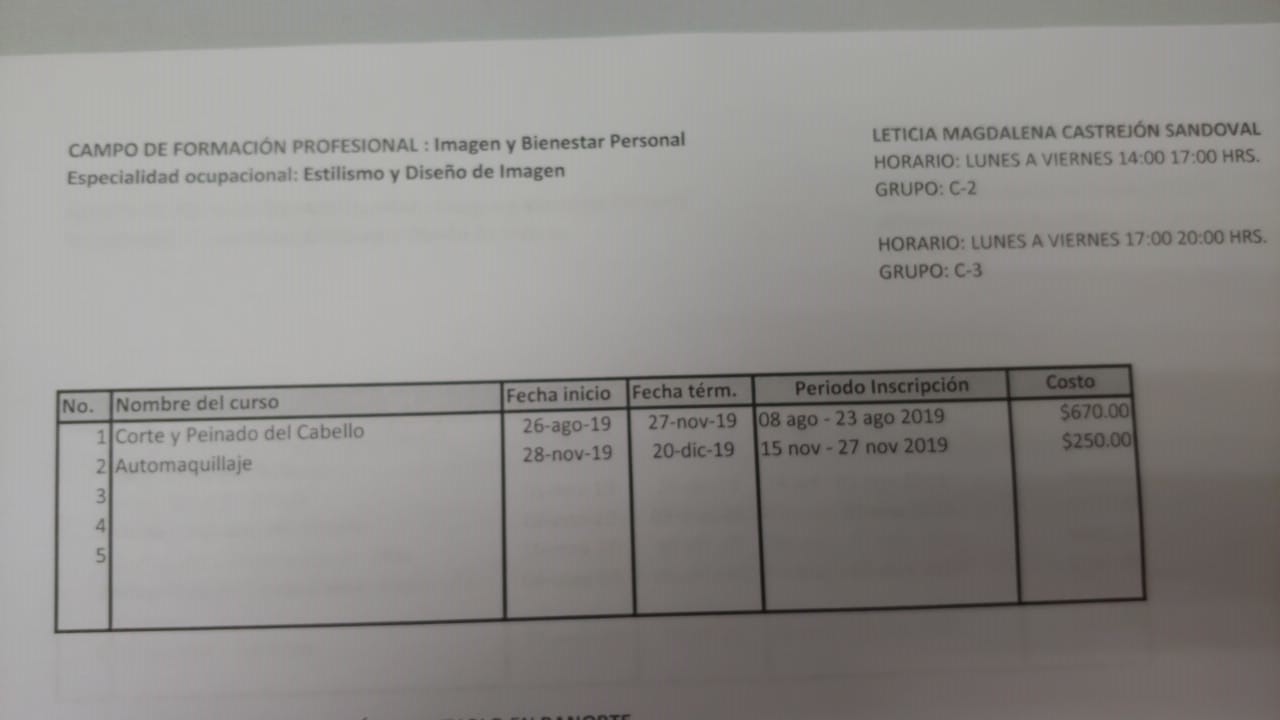 CAMPO DE FORMACIÓN PROFESIONAL : Imagen y Bienestar Personal
Especialidad ocupacional: Estilismo y Diseño de Imagen
LETICIA MAGDALENA CASTREJÓN SANDOVAL
HORARIO: LUNES A VIERNES 14:00 17:00 HRS.
GRUPO: C-2
HORARIO: LUNES A VIERNES 17:00 20:00 HRS.
GRUPO: C-3
No. Nombre del curso Fecha inicio Fecha térm. Periodo Inscripción Costo
1 Corte y Peinado del Cabello 26-ago-19 27-nov-19 08 ago - 23 ago 2019 $670.00
2 Automaquillaje 28-nov-19 20-dic-19 15 nov - 27 nov 2019 $250.00
3
4
5